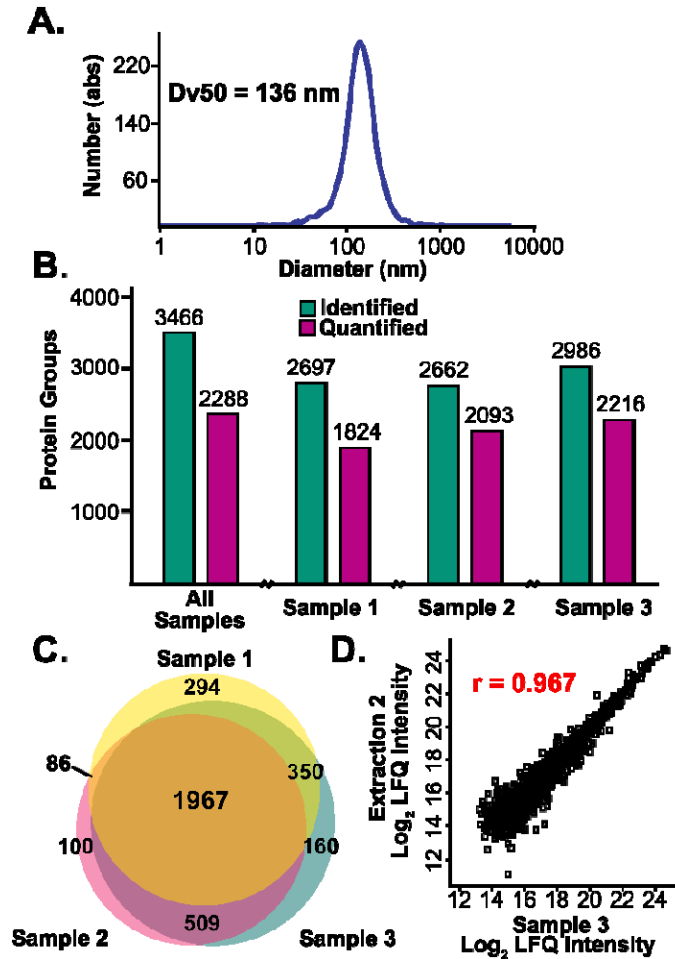 A.
Number (abs)
220
140
60
Dv50 = 136 nm
1 10 100 1000 10000
Diameter (nm)
B.
Protein Groups
4000
3000
2000
1000
Identified
Quantified
3466
2288
2697
1824
2662
2093
2986
2216
All
Samples
Sample 1
Sample 2
Sample 3
C.
Sample 1
294
86
1967
350
100
160
509
Sample 2
Sample 3
D.
r = 0.967
Extraction 2
Log₂ LFQ Intensity
24
22
20
18
16
14
12
12 14 16 18 20 22 24
Sample 3
Log₂ LFQ Intensity